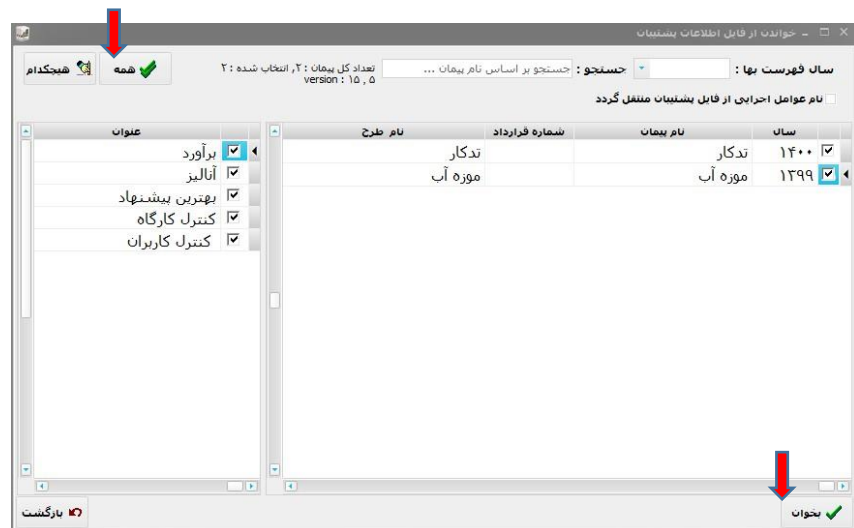 خواندن از فایل اطلاعات پشتیبان
سال فهرست بها :
جستجو : جستجو بر اساس نام پیمان ...
تعداد کل پیمان : ۲, انتخاب شده : ۲
version : ۱۵ , ۵
همه
هیچکدام
نام عوامل اجرایی از فایل پشتیبان منتقل گردد
سال نام پیمان شماره قرارداد نام طرح
۱۴۰۰ تدکار تدکار
۱۳۹۹ موزه آب موزه آب
عنوان
برآورد
آنالیز
بهترین پیشنهاد
کنترل کارگاه
کنترل کاربران
بخوان
بازگشت